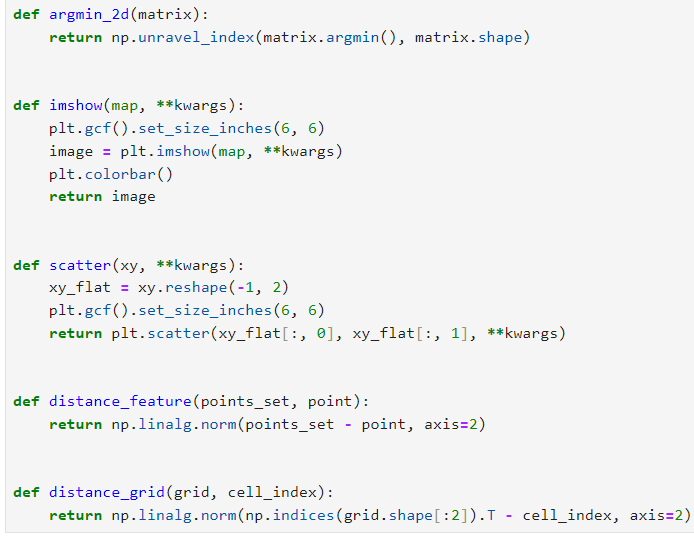 def argmin_2d(matrix):
    return np.unravel_index(matrix.argmin(), matrix.shape)
def imshow(map, **kwargs):
    plt.gcf().set_size_inches(6, 6)
    image = plt.imshow(map, **kwargs)
    plt.colorbar()
    return image
def scatter(xy, **kwargs):
    xy_flat = xy.reshape(-1, 2)
    plt.gcf().set_size_inches(6, 6)
    return plt.scatter(xy_flat[:, 0], xy_flat[:, 1], **kwargs)
def distance_feature(points_set, point):
    return np.linalg.norm(points_set - point, axis=2)
def distance_grid(grid, cell_index):
    return np.linalg.norm(np.indices(grid.shape[:2]).T - cell_index, axis=2)